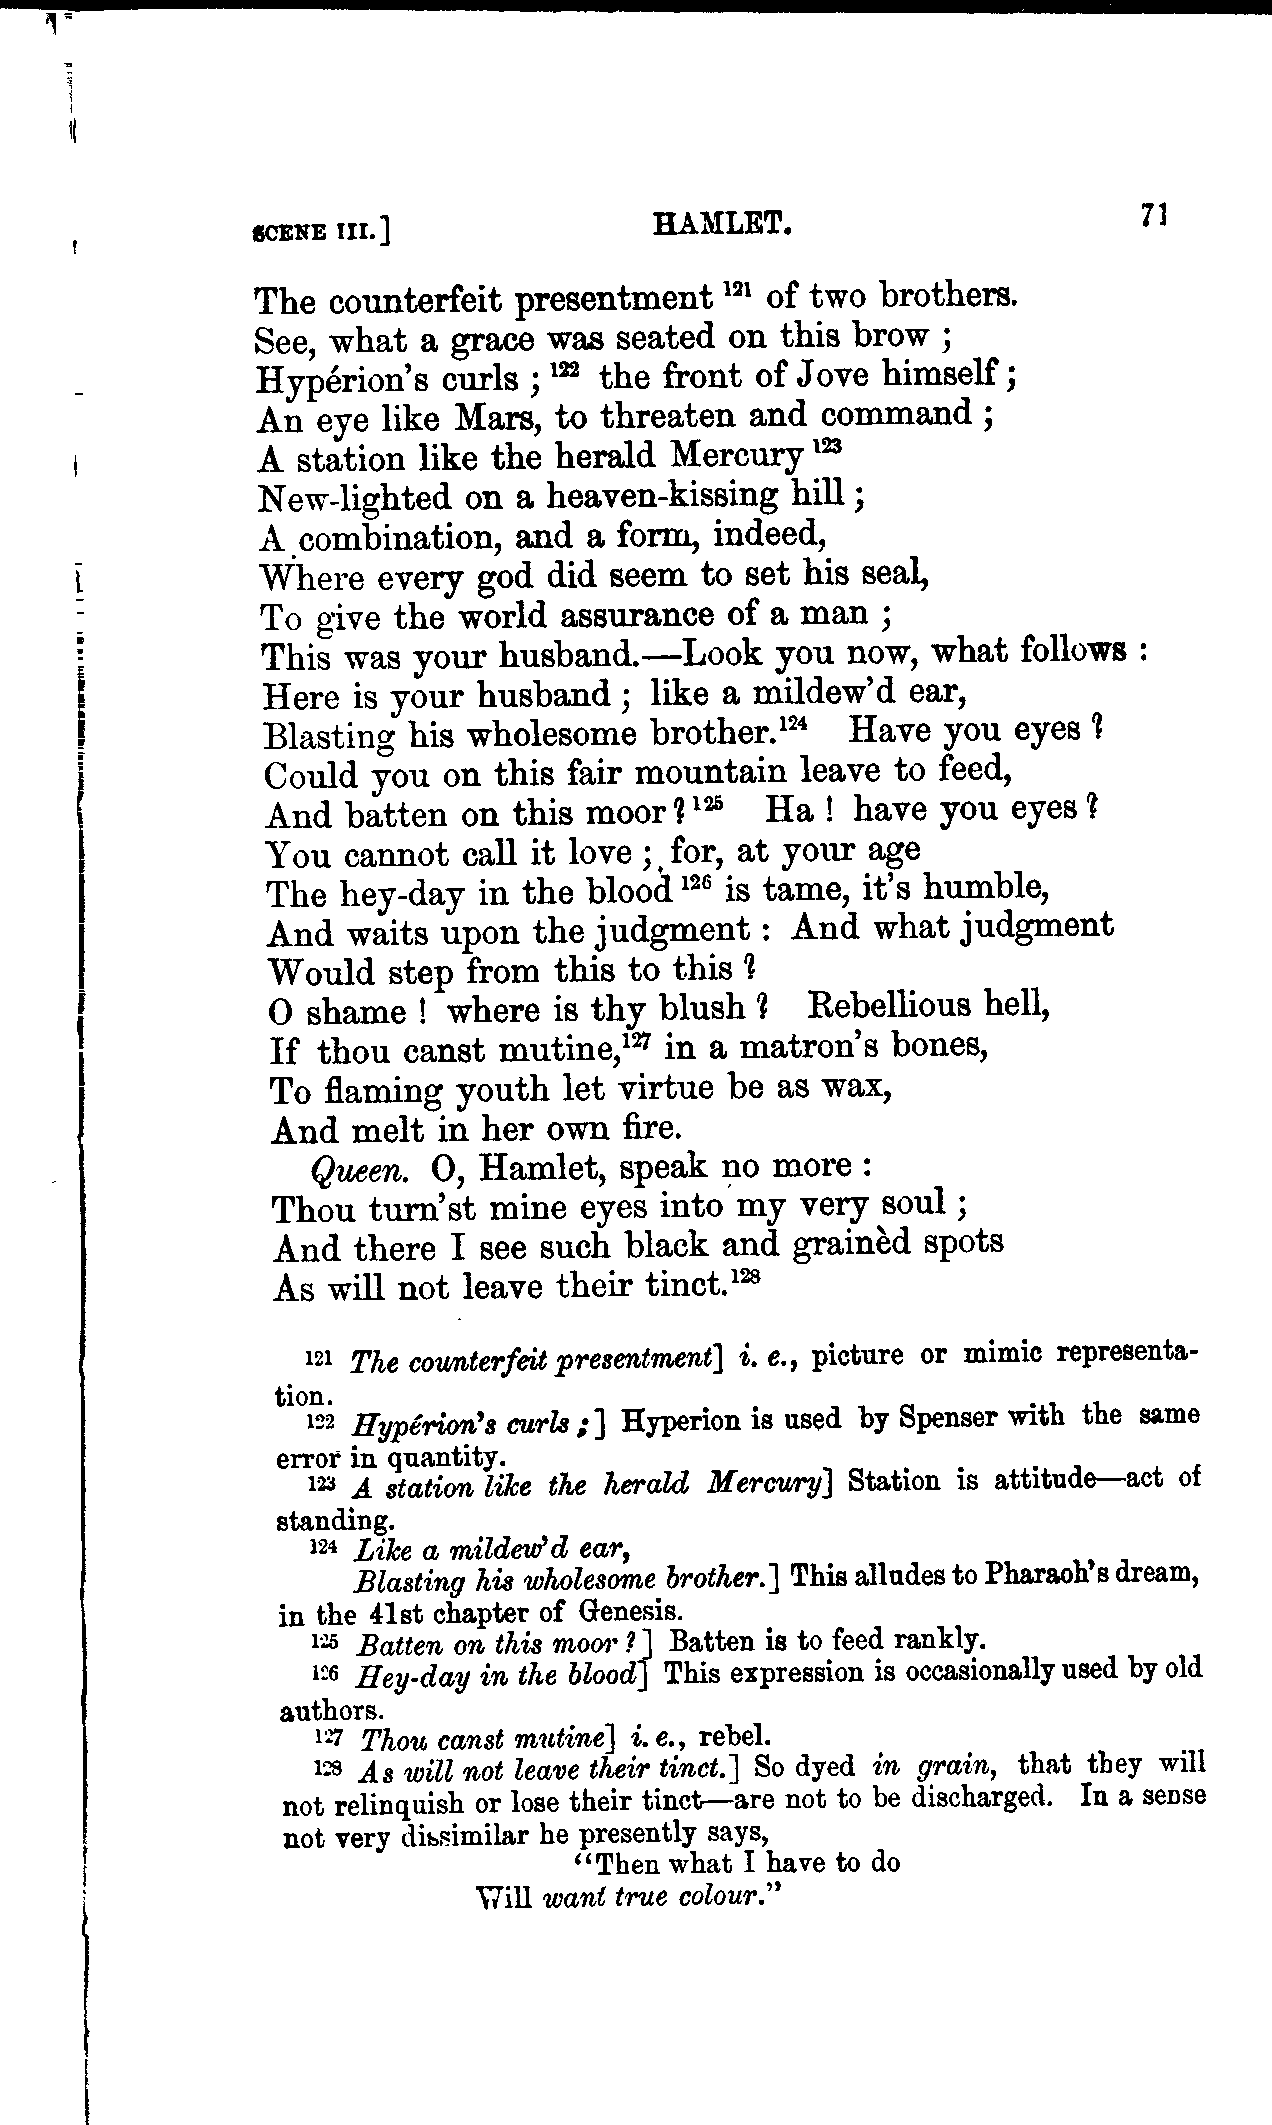 SCENE III.] HAMLET. 71
The counterfeit presentment 121 of two brothers.
See, what a grace was seated on this brow ;
Hypérion's curls ; 122 the front of Jove himself ;
An eye like Mars, to threaten and command ;
A station like the herald Mercury 123
New-lighted on a heaven-kissing hill ;
A combination, and a form, indeed,
Where every god did seem to set his seal,
To give the world assurance of a man ;
This was your husband.—Look you now, what follows :
Here is your husband ; like a mildew'd ear,
Blasting his wholesome brother.124 Have you eyes ?
Could you on this fair mountain leave to feed,
And batten on this moor ? 125 Ha ! have you eyes ?
You cannot call it love ; for, at your age
The hey-day in the blood 126 is tame, it's humble,
And waits upon the judgment : And what judgment
Would step from this to this ?
O shame ! where is thy blush ? Rebellious hell,
If thou canst mutine,127 in a matron's bones,
To flaming youth let virtue be as wax,
And melt in her own fire.
Queen. O, Hamlet, speak no more :
Thou turn'st mine eyes into my very soul ;
And there I see such black and grainèd spots
As will not leave their tinct.128
121 The counterfeit presentment] i. e., picture or mimic representa-
tion.
122 Hypérion's curls ;] Hyperion is used by Spenser with the same
error in quantity.
123 A station like the herald Mercury] Station is attitude—act of
standing.
124 Like a mildew'd ear,
Blasting his wholesome brother.] This alludes to Pharaoh's dream,
in the 41st chapter of Genesis.
125 Batten on this moor ?] Batten is to feed rankly.
126 Hey-day in the blood] This expression is occasionally used by old
authors.
127 Thou canst mutine] i. e., rebel.
128 As will not leave their tinct.] So dyed in grain, that they will
not relinquish or lose their tinct—are not to be discharged. In a sense
not very dissimilar he presently says,
"Then what I have to do
Will want true colour."